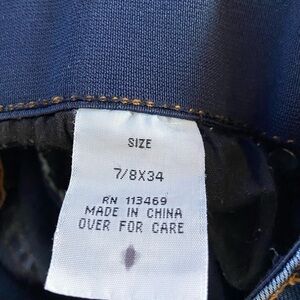 SIZE
7/8X34
RN 113469
MADE IN CHINA
OVER FOR CARE